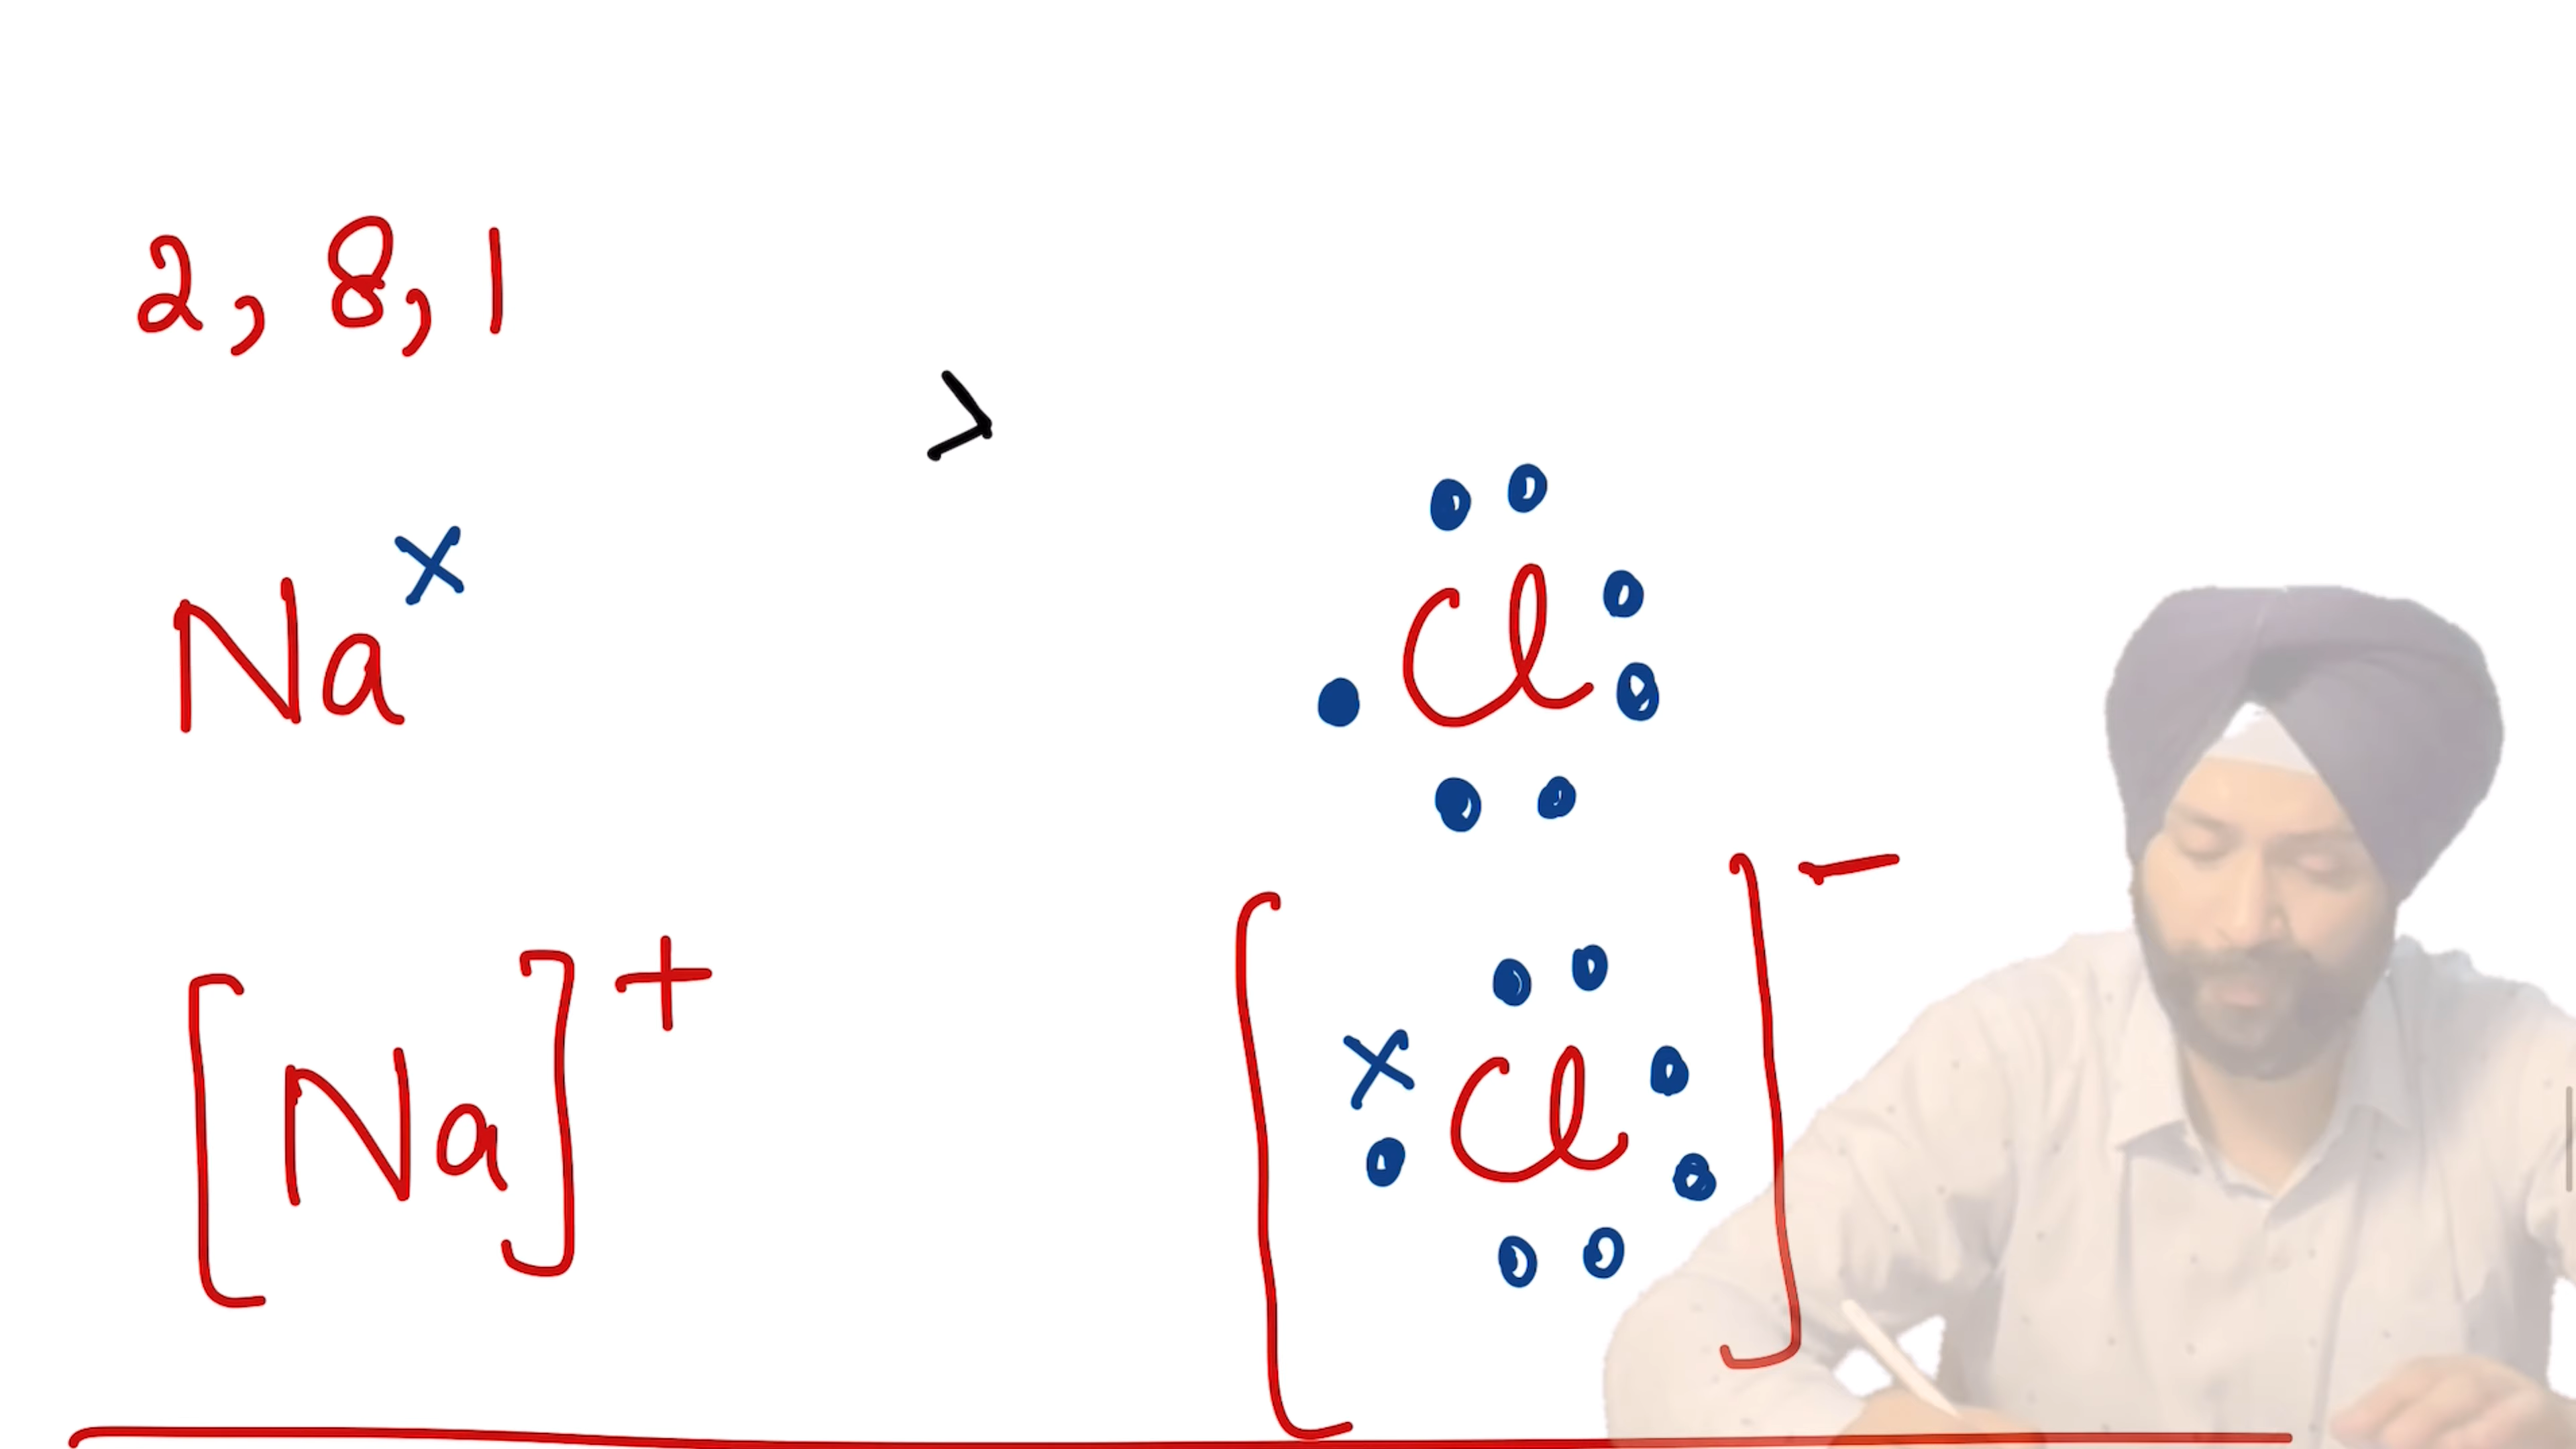 2, 8, 1
>
Na x
Cl
[Na]+
[x Cl]−